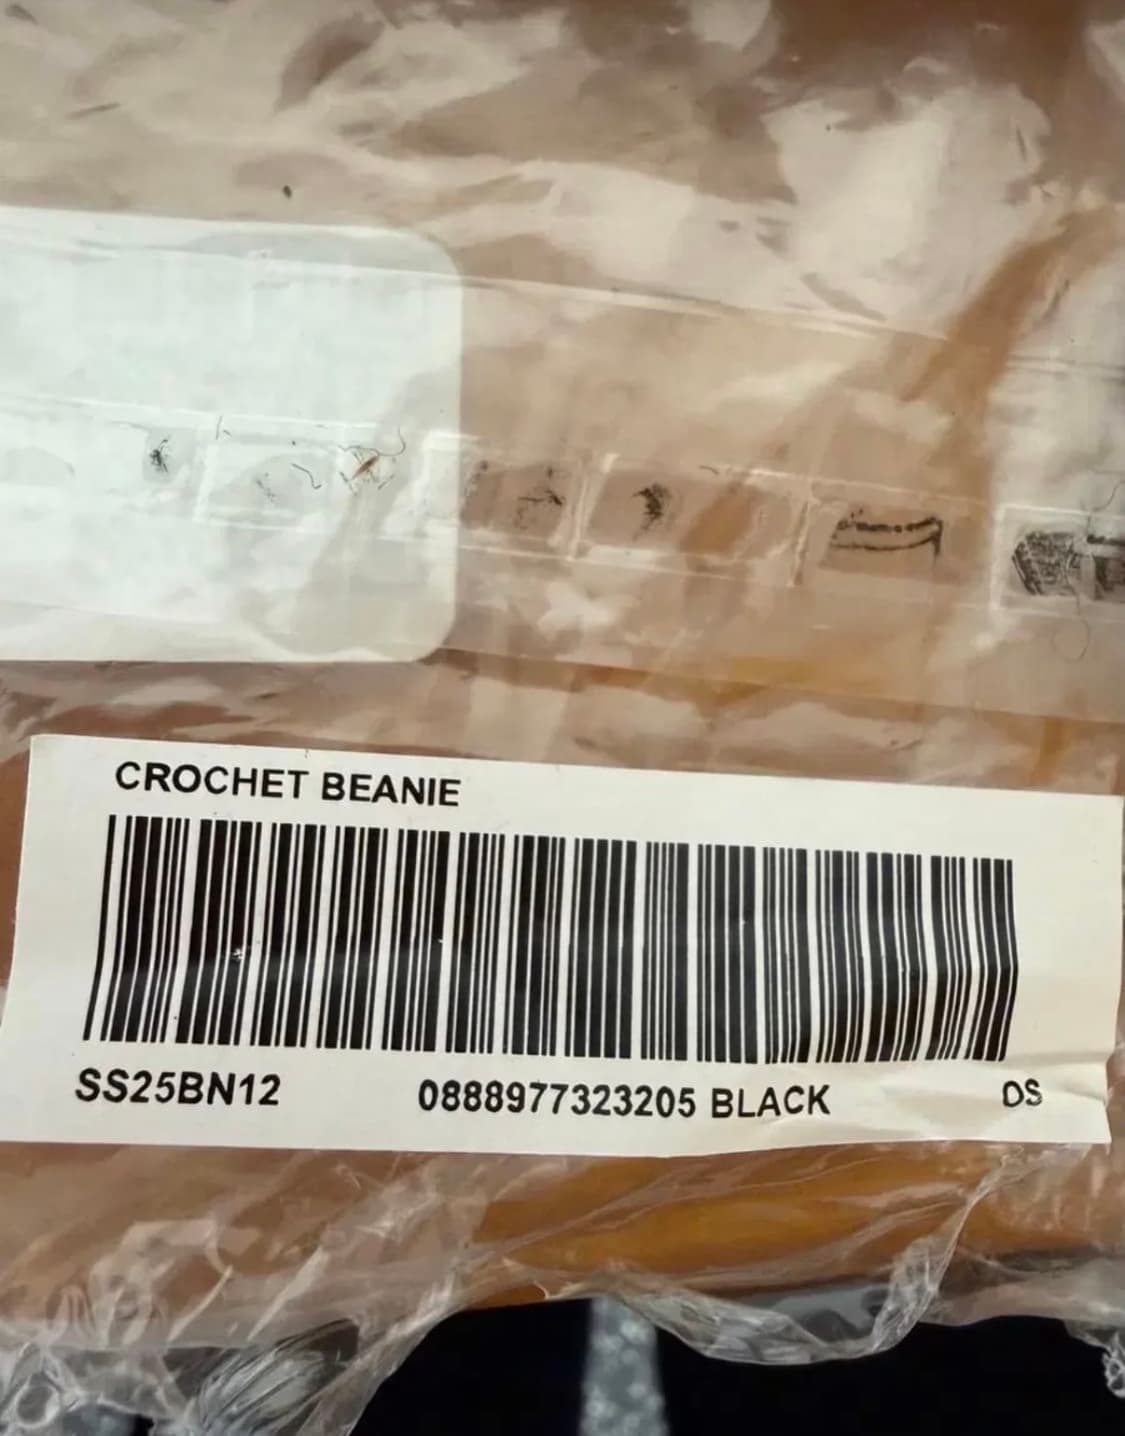 CROCHET BEANIE
SS25BN12 0888977323205 BLACK DS